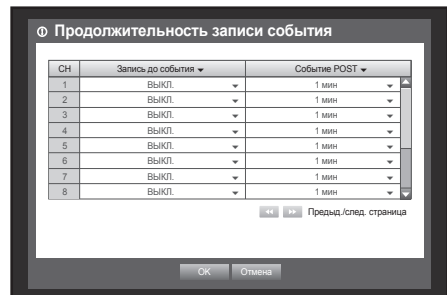 Продолжительность записи события
CH Запись до события Событие POST
1 ВЫКЛ. 1 мин
2 ВЫКЛ. 1 мин
3 ВЫКЛ. 1 мин
4 ВЫКЛ. 1 мин
5 ВЫКЛ. 1 мин
6 ВЫКЛ. 1 мин
7 ВЫКЛ. 1 мин
8 ВЫКЛ. 1 мин
Предыд./след. страница
OK Отмена